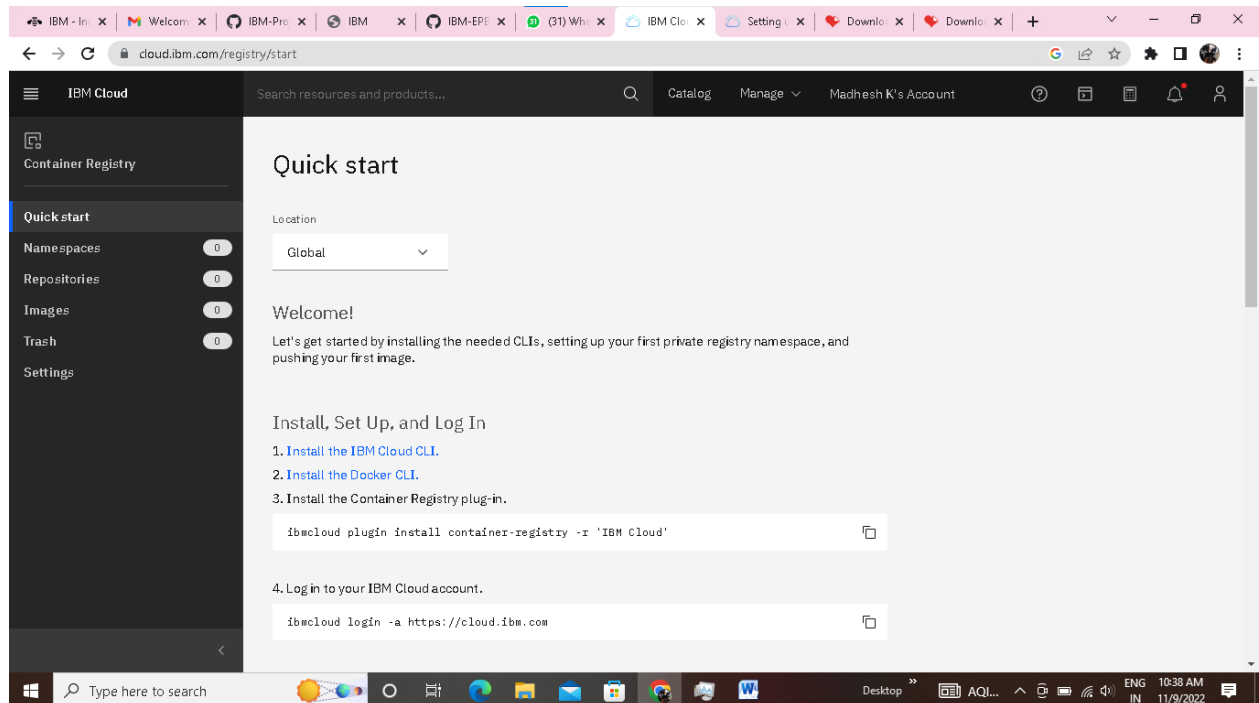 IBM - In
Welcom
IBM-Pro
IBM
IBM-EPB
(31) Wha
IBM Clou
Setting u
Downloa
Downloa
cloud.ibm.com/registry/start
IBM Cloud
Search resources and products...
Catalog
Manage
Madhesh K's Account
Container Registry
Quick start
Namespaces 0
Repositories 0
Images 0
Trash 0
Settings
Quick start
Location
Global
Welcome!
Let's get started by installing the needed CLIs, setting up your first private registry namespace, and
pushing your first image.
Install, Set Up, and Log In
1. Install the IBM Cloud CLI.
2. Install the Docker CLI.
3. Install the Container Registry plug-in.
ibmcloud plugin install container-registry -r 'IBM Cloud'
4. Log in to your IBM Cloud account.
ibmcloud login -a https://cloud.ibm.com
Type here to search
Desktop
AQI...
ENG
IN
10:38 AM
11/9/2022